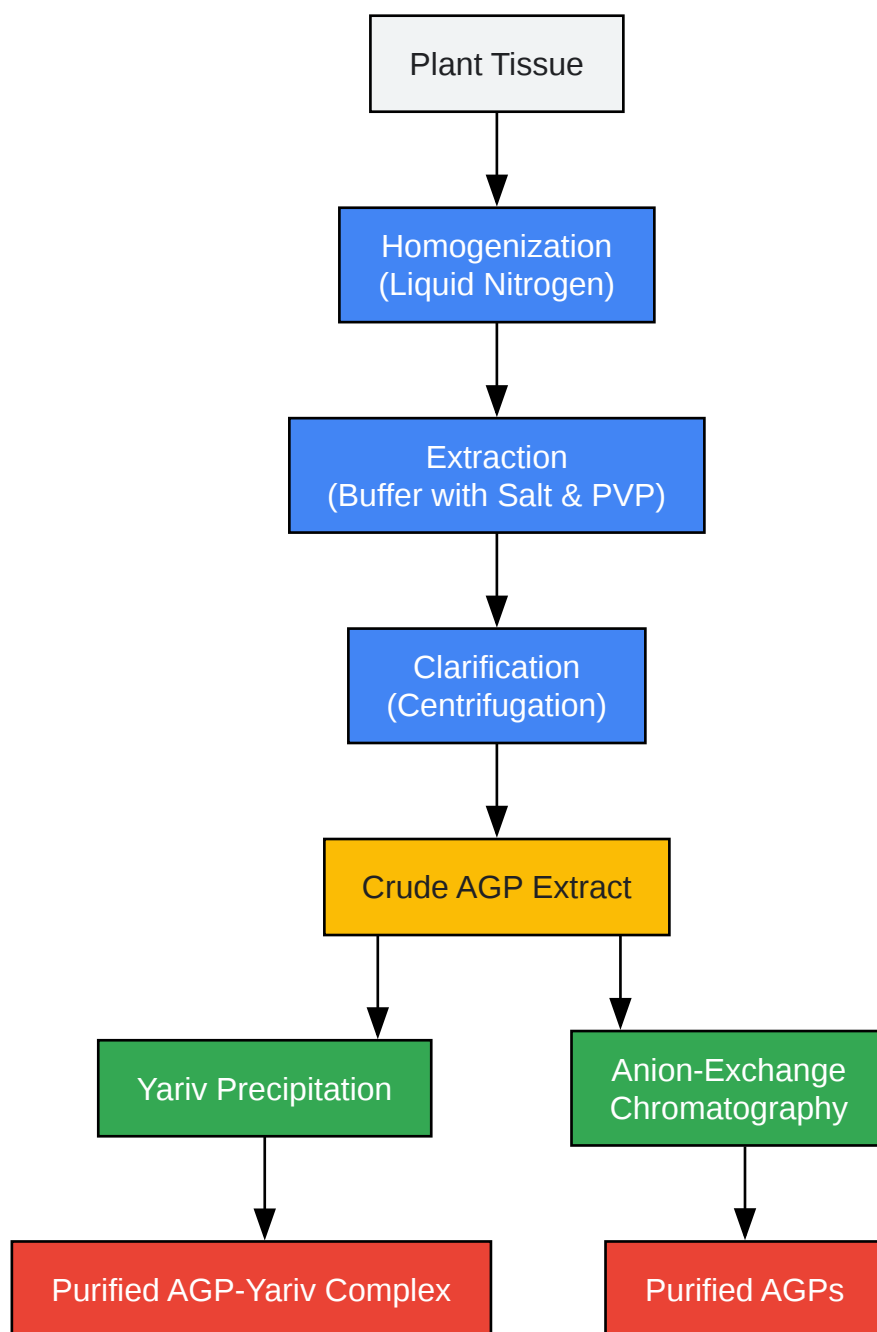 Plant Tissue
Homogenization
(Liquid Nitrogen)
Extraction
(Buffer with Salt & PVP)
Clarification
(Centrifugation)
Crude AGP Extract
Yariv Precipitation
Anion-Exchange
Chromatography
Purified AGP-Yariv Complex
Purified AGPs